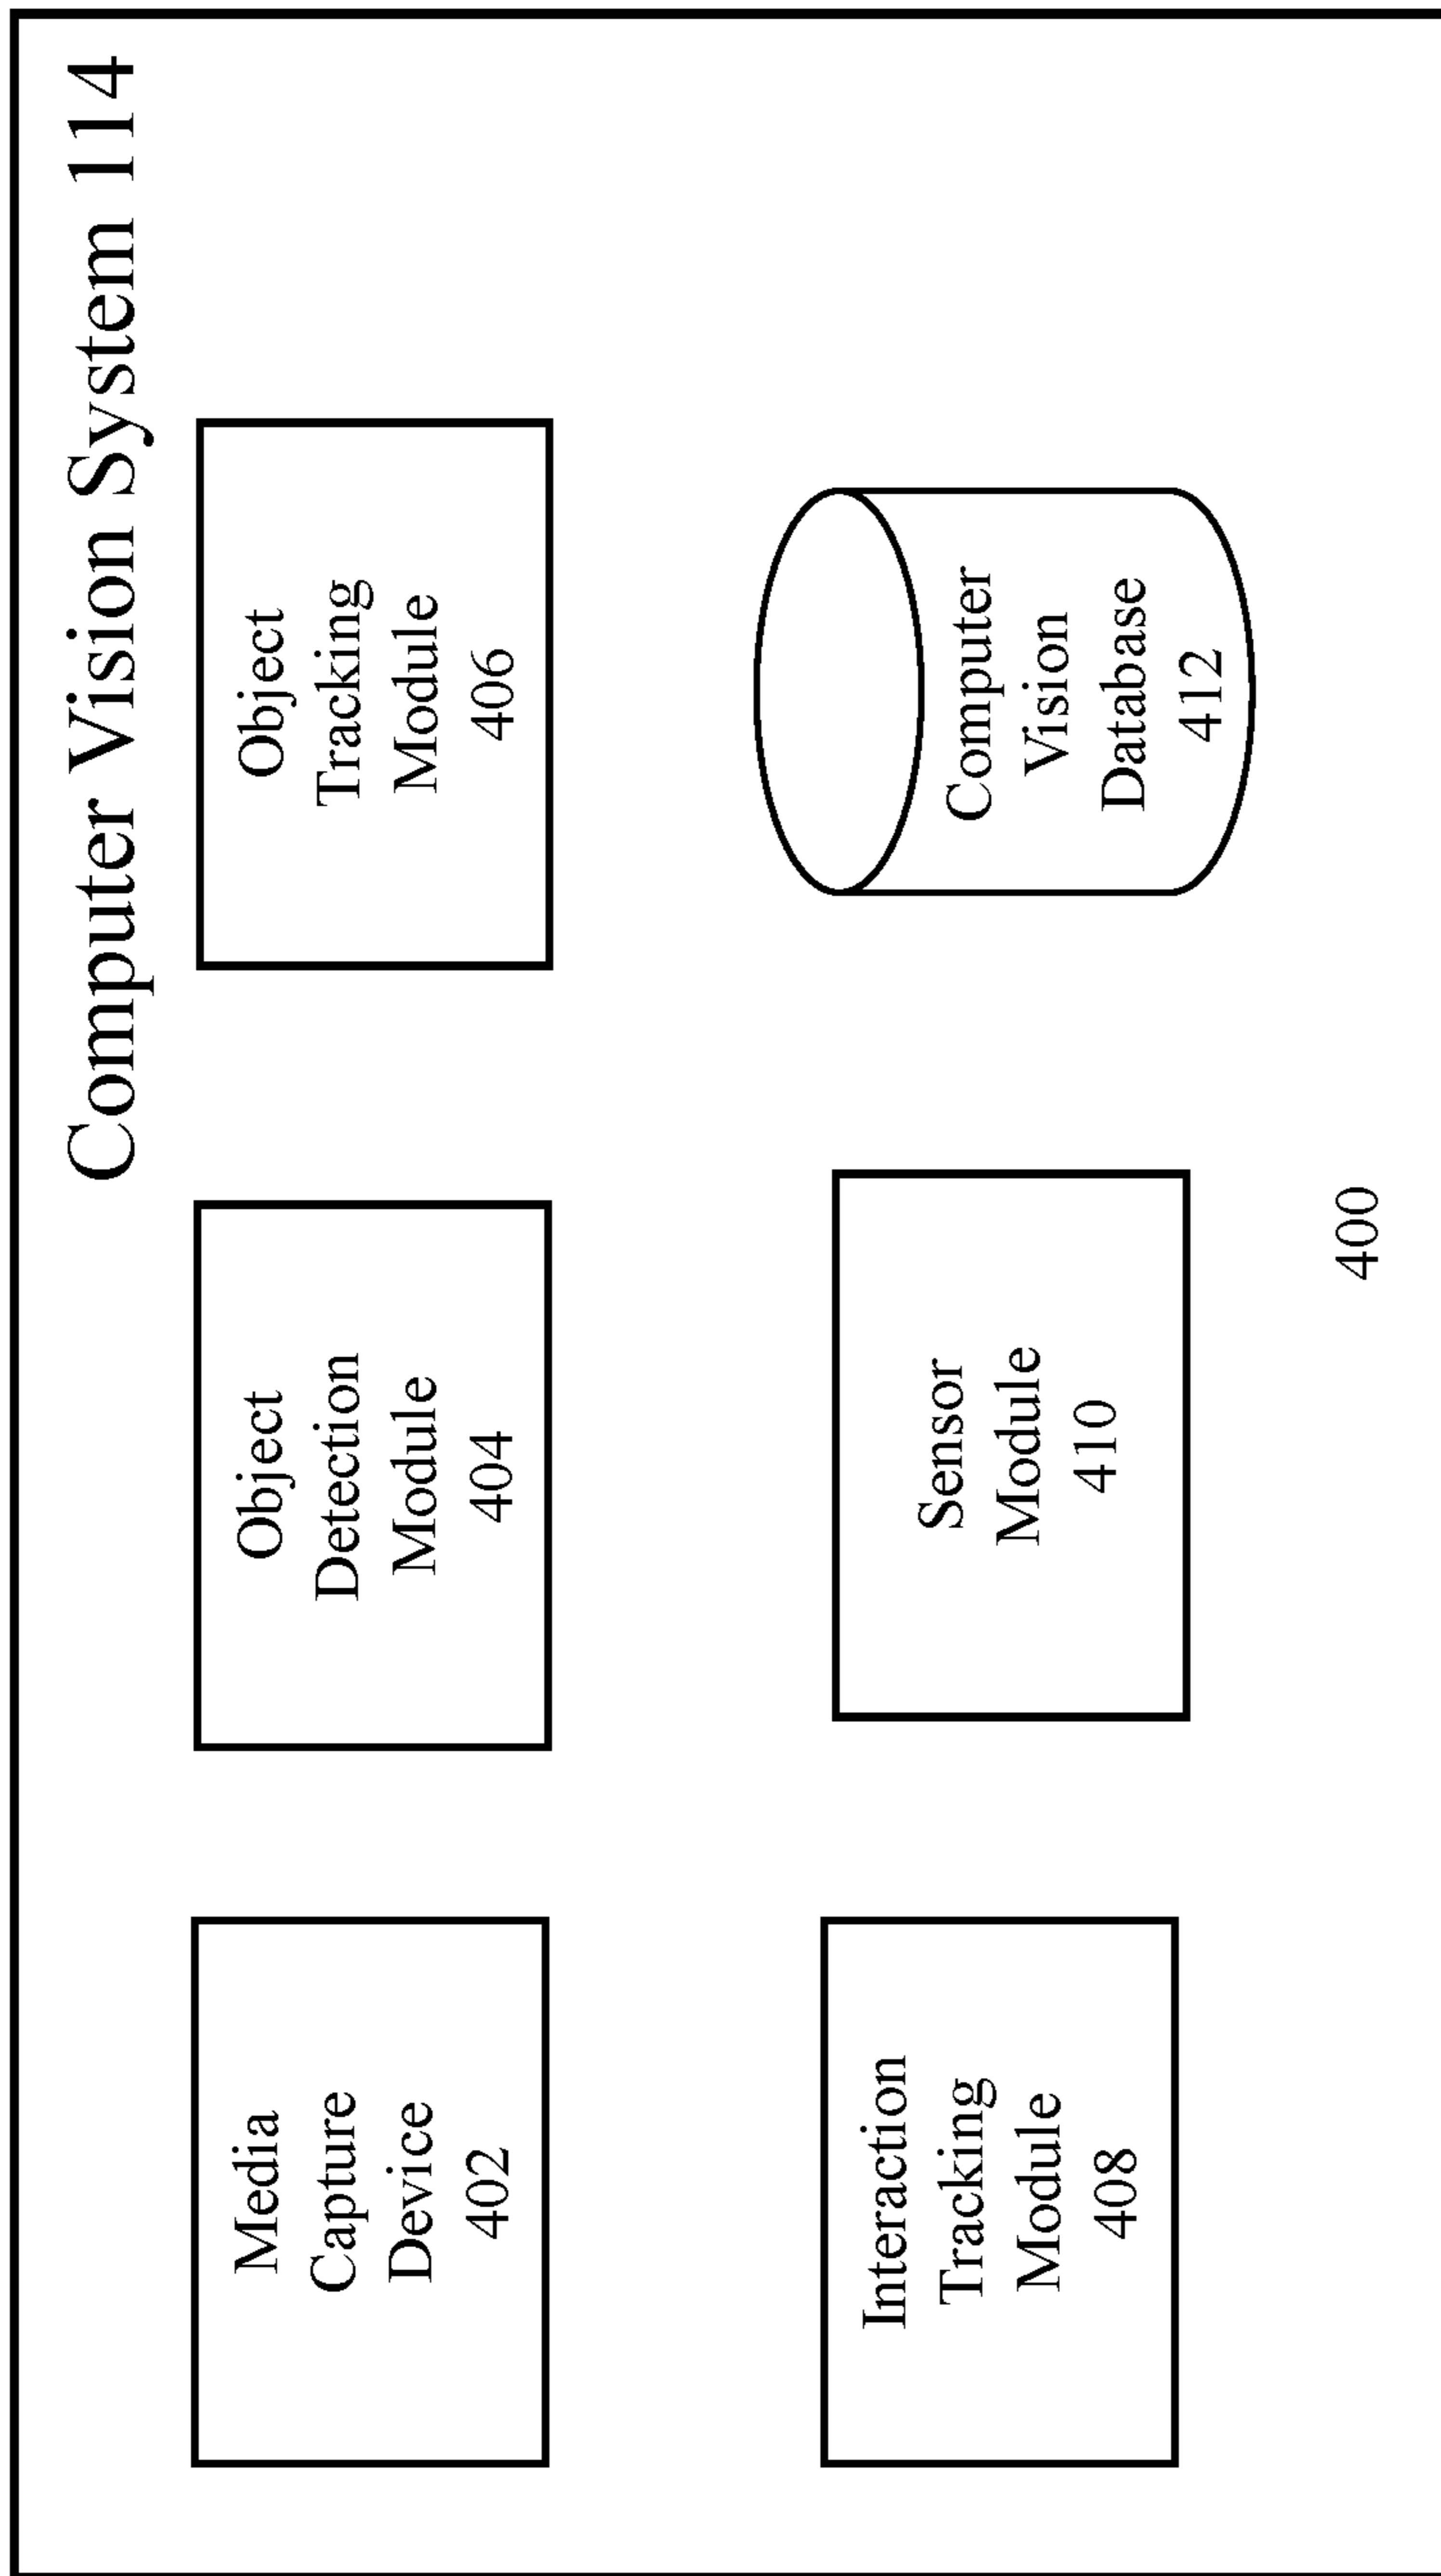 Computer Vision System 114
Media
Capture
Device
402
Object
Detection
Module
404
Object
Tracking
Module
406
Interaction
Tracking
Module
408
Sensor
Module
410
Computer
Vision
Database
412
400